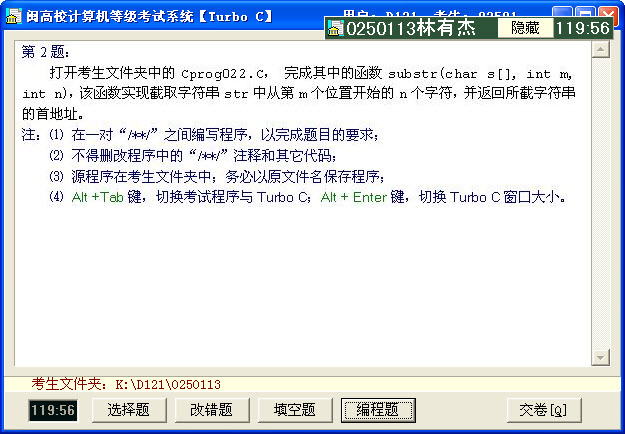 闽高校计算机等级考试系统【Turbo C】
0250113林有杰 隐藏 119:56
第 2 题：
打开考生文件夹中的 Cprog022.C， 完成其中的函数 substr(char s[], int m,
int n)，该函数实现截取字符串 str 中从第 m 个位置开始的 n 个字符，并返回所截字符串
的首地址。
注：⑴ 在一对“/**/”之间编写程序，以完成题目的要求；
⑵ 不得删改程序中的“/**/”注释和其它代码；
⑶ 源程序在考生文件夹中；务必以原文件名保存程序；
⑷ Alt +Tab 键，切换考试程序与 Turbo C；Alt + Enter 键，切换 Turbo C 窗口大小。
考生文件夹：K:\D121\0250113
119:56 选择题 改错题 填空题 编程题 交卷[Q]